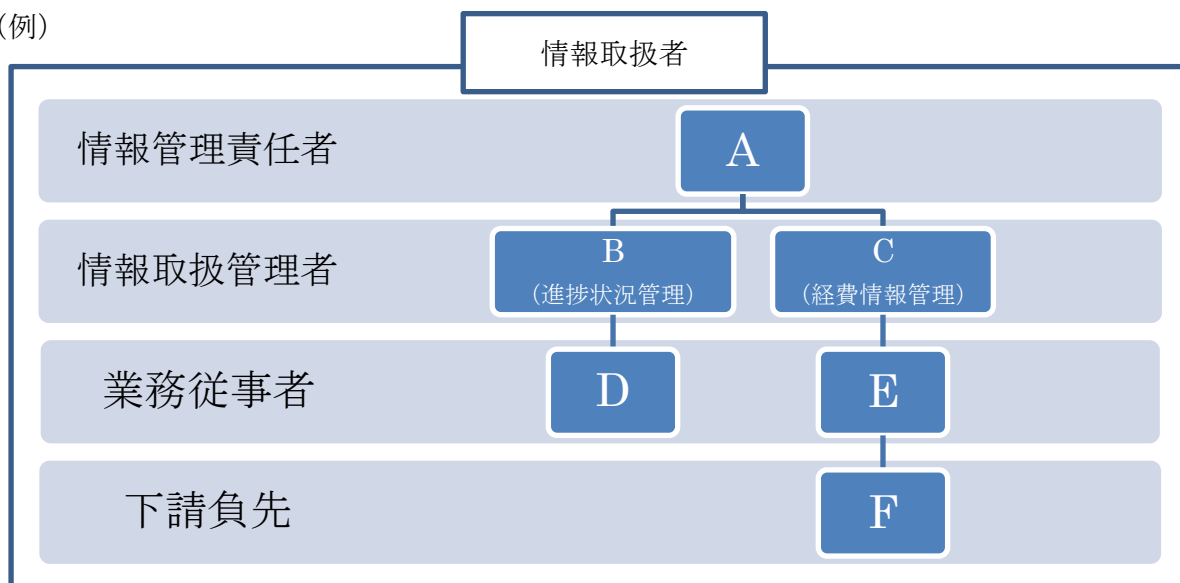 （例）
情報取扱者
情報管理責任者
A
情報取扱管理者
B
（進捗状況管理）
C
（経費情報管理）
業務従事者
D
E
下請負先
F